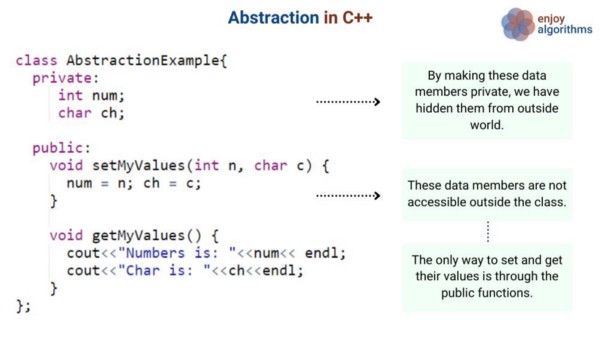 Abstraction in C++
enjoy
algorithms
class AbstractionExample{
private:
int num;
char ch;
public:
void setMyValues(int n, char c) {
num = n; ch = c;
}
void getMyValues() {
cout<<"Numbers is: "<<num<< endl;
cout<<"Char is: "<<ch<<endl;
}
};
By making these data
members private, we have
hidden them from outside
world.
These data members are not
accessible outside the class.
The only way to set and get
their values is through the
public functions.